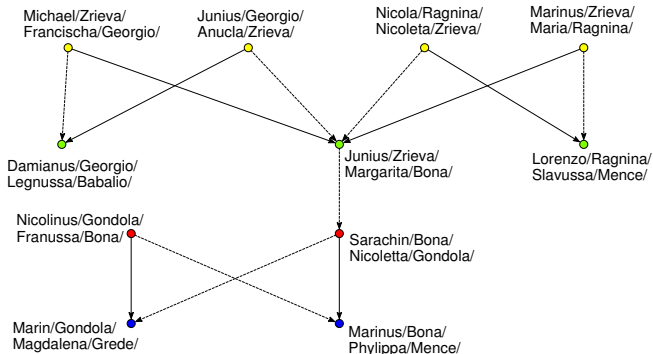 Michael/Zrieva/
Francischa/Georgio/
Junius/Georgio/
Anucla/Zrieva/
Nicola/Ragnina/
Nicoleta/Zrieva/
Marinus/Zrieva/
Maria/Ragnina/
Damianus/Georgio/
Legnussa/Babalio/
Junius/Zrieva/
Margarita/Bona/
Lorenzo/Ragnina/
Slavussa/Mence/
Nicolinus/Gondola/
Franussa/Bona/
Sarachin/Bona/
Nicoletta/Gondola/
Marin/Gondola/
Magdalena/Grede/
Marinus/Bona/
Phylippa/Mence/